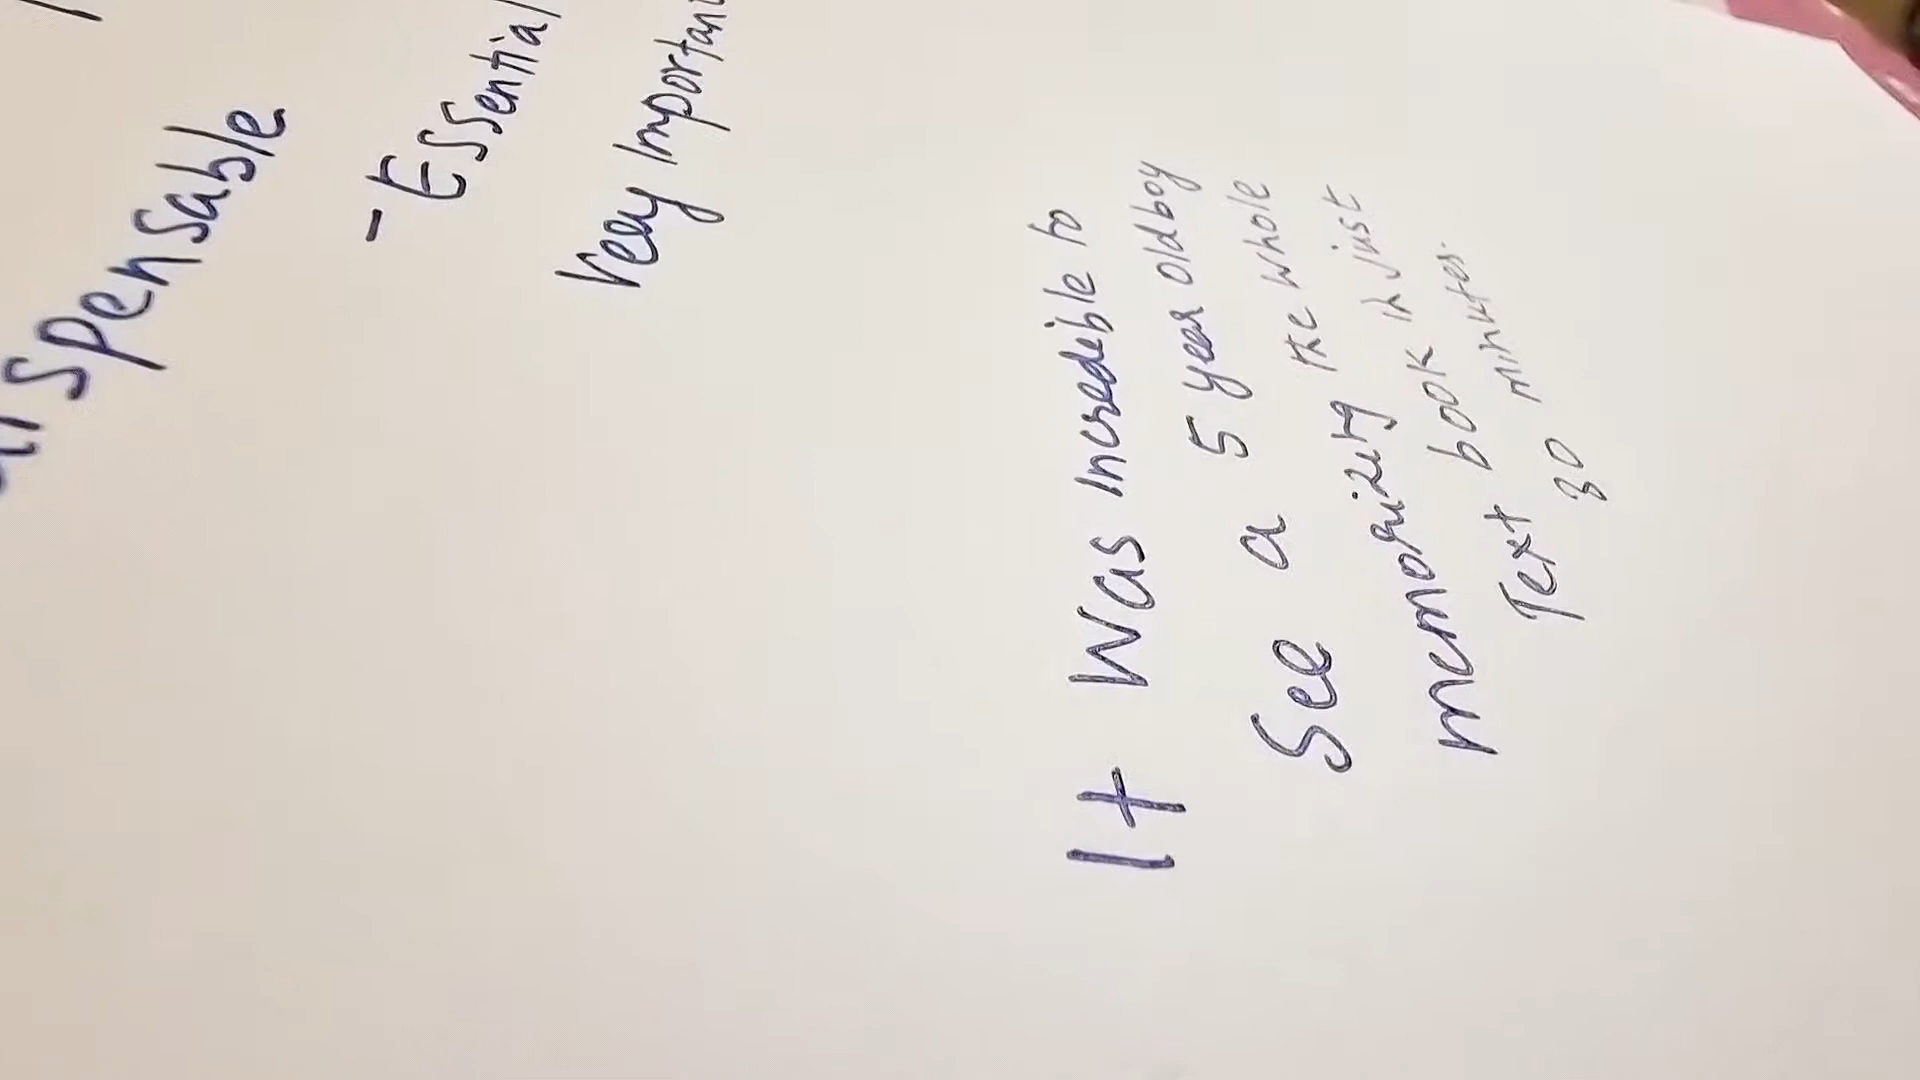 spensable
- Essential
Very Important
It was incredible to
See a 5 year old boy
memorizing the whole
Text book in just
30 minutes.